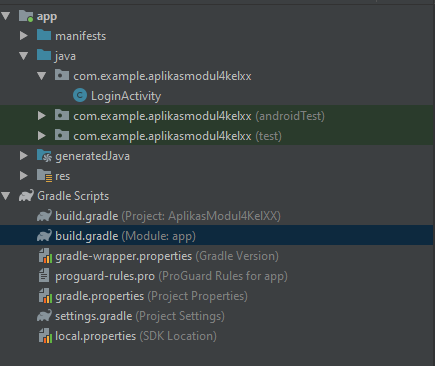 app
manifests
java
com.example.aplikasmodul4kelxx
LoginActivity
com.example.aplikasmodul4kelxx (androidTest)
com.example.aplikasmodul4kelxx (test)
generatedJava
res
Gradle Scripts
build.gradle (Project: AplikasModul4KelXX)
build.gradle (Module: app)
gradle-wrapper.properties (Gradle Version)
proguard-rules.pro (ProGuard Rules for app)
gradle.properties (Project Properties)
settings.gradle (Project Settings)
local.properties (SDK Location)